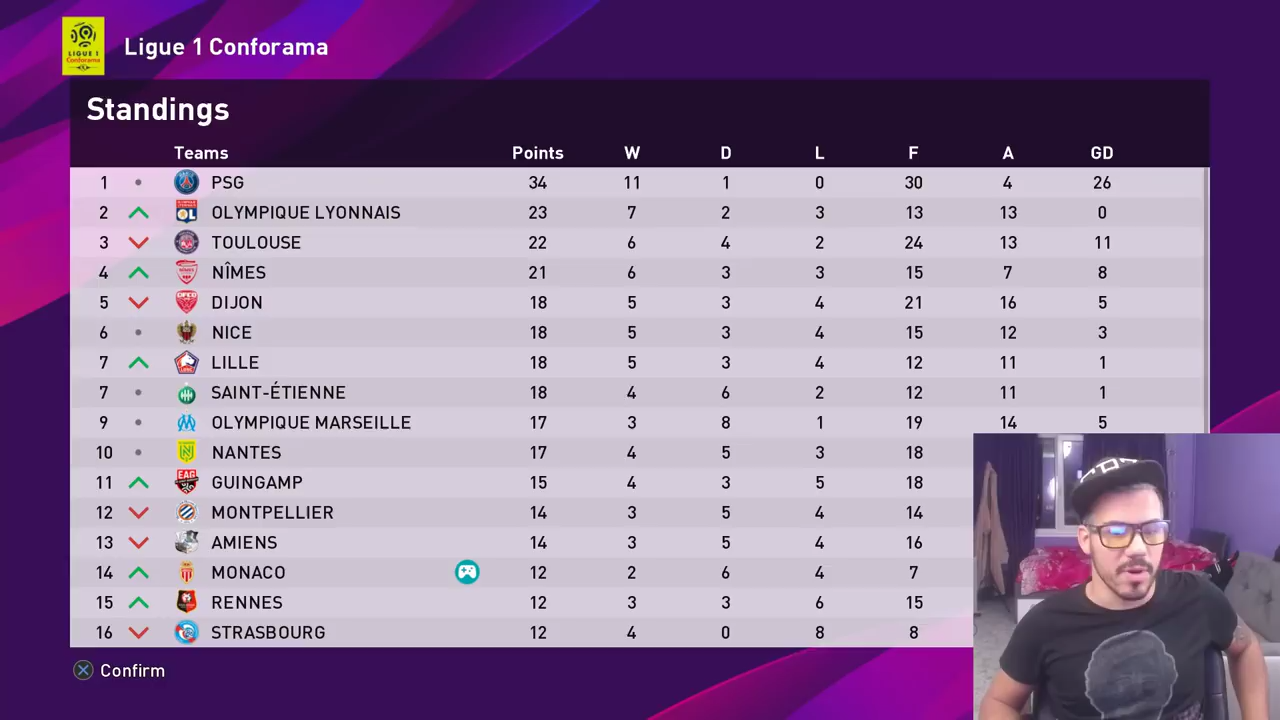 LIGUE 1
Conforama
Ligue 1 Conforama
Standings
Teams Points W D L F A GD
1 PSG 34 11 1 0 30 4 26
2 OLYMPIQUE LYONNAIS 23 7 2 3 13 13 0
3 TOULOUSE 22 6 4 2 24 13 11
4 NÎMES 21 6 3 3 15 7 8
5 DIJON 18 5 3 4 21 16 5
6 NICE 18 5 3 4 15 12 3
7 LILLE 18 5 3 4 12 11 1
7 SAINT-ÉTIENNE 18 4 6 2 12 11 1
9 OLYMPIQUE MARSEILLE 17 3 8 1 19 14 5
10 NANTES 17 4 5 3 18
11 GUINGAMP 15 4 3 5 18
12 MONTPELLIER 14 3 5 4 14
13 AMIENS 14 3 5 4 16
14 MONACO 12 2 6 4 7
15 RENNES 12 3 3 6 15
16 STRASBOURG 12 4 0 8 8
Confirm